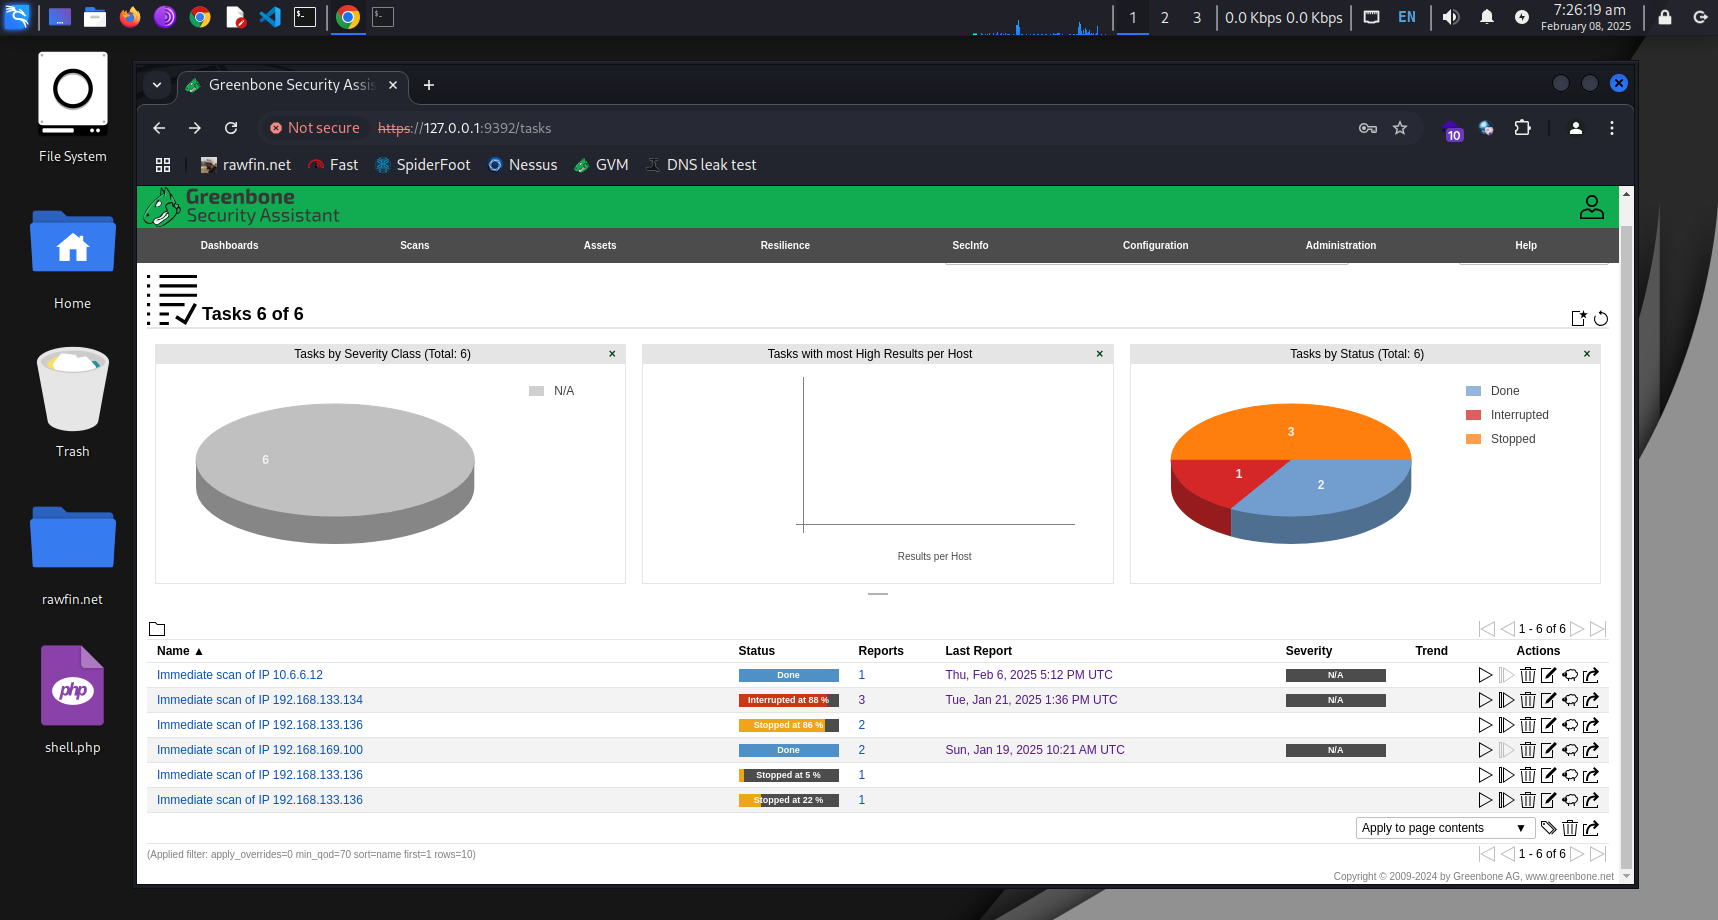 1 2 3 0.0 Kbps 0.0 Kbps EN 7:26:19 am
February 08, 2025
File System
Home
Trash
rawfin.net
php
shell.php
Greenbone Security Assis
Not secure https://127.0.0.1:9392/tasks
10
rawfin.net Fast SpiderFoot Nessus GVM DNS leak test
Greenbone
Security Assistant
Dashboards Scans Assets Resilience SecInfo Configuration Administration Help
Tasks 6 of 6
Tasks by Severity Class (Total: 6)
N/A
6
Tasks with most High Results per Host
Results per Host
Tasks by Status (Total: 6)
Done
Interrupted
Stopped
3
1
2
1 - 6 of 6
Name ▲ Status Reports Last Report Severity Trend Actions
Immediate scan of IP 10.6.6.12 Done 1 Thu, Feb 6, 2025 5:12 PM UTC N/A
Immediate scan of IP 192.168.133.134 Interrupted at 88 % 3 Tue, Jan 21, 2025 1:36 PM UTC N/A
Immediate scan of IP 192.168.133.136 Stopped at 86 % 2
Immediate scan of IP 192.168.169.100 Done 2 Sun, Jan 19, 2025 10:21 AM UTC N/A
Immediate scan of IP 192.168.133.136 Stopped at 5 % 1
Immediate scan of IP 192.168.133.136 Stopped at 22 % 1
Apply to page contents ▼
(Applied filter: apply_overrides=0 min_qod=70 sort=name first=1 rows=10)
1 - 6 of 6
Copyright © 2009-2024 by Greenbone AG, www.greenbone.net